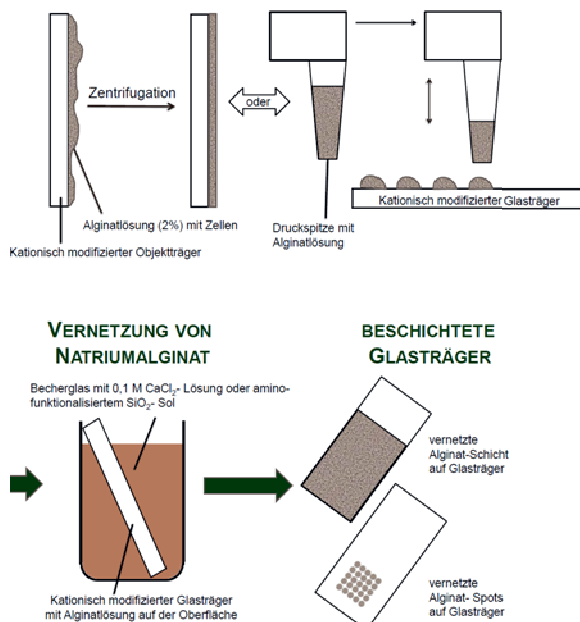 Zentrifugation
oder
Alginatlösung (2%) mit Zellen
Kationisch modifizierter Objektträger
Druckspitze mit
Alginatlösung
Kationisch modifizierter Glasträger
VERNETZUNG VON
NATRIUMALGINAT
Becherglas mit 0,1 M CaCl₂- Lösung oder amino-
funktionalisiertem SiO₂- Sol
Kationisch modifizierter Glasträger
mit Alginatlösung auf der Oberfläche
BESCHICHTETE
GLASTRÄGER
vernetzte
Alginat-Schicht
auf Glasträger
vernetzte
Alginat- Spots
auf Glasträger